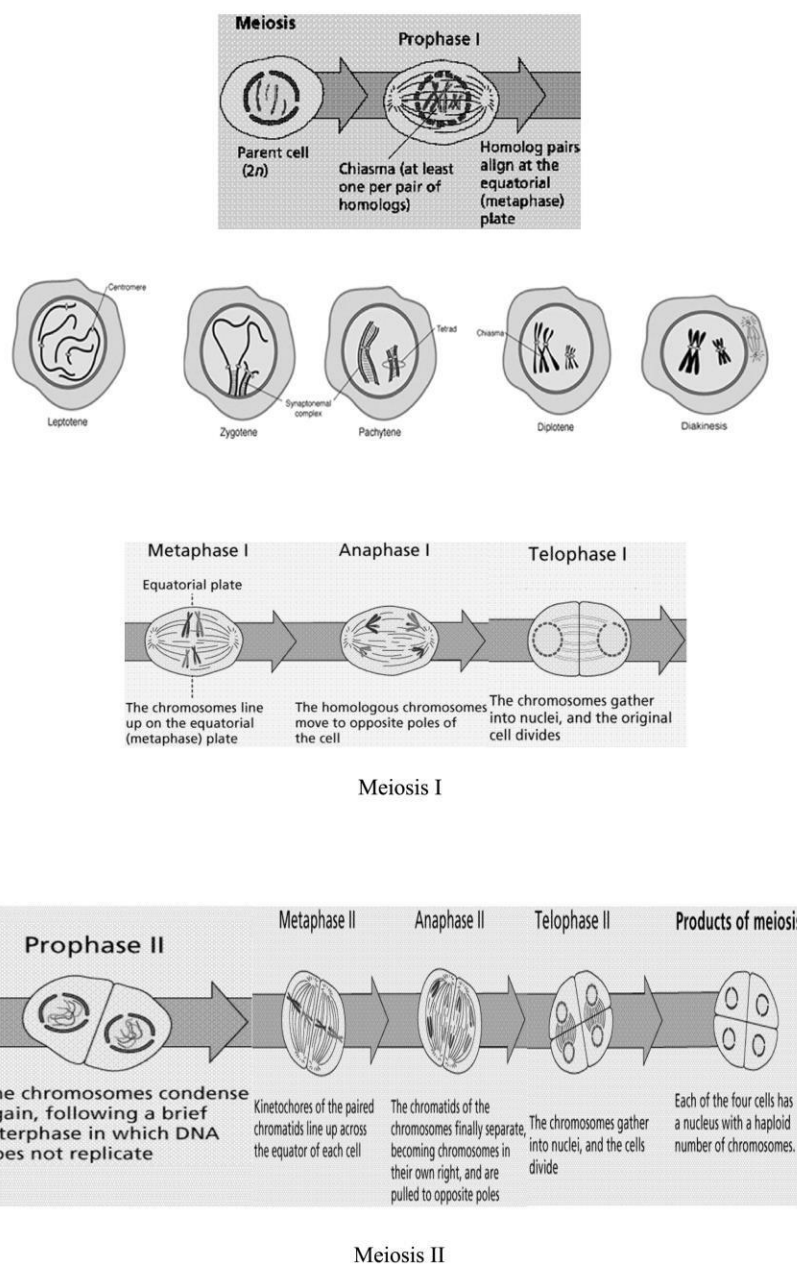 Meiosis
Prophase I
Parent cell
(2n)
Chiasma (at least
one per pair of
homologs)
Homolog pairs
align at the
equatorial
(metaphase)
plate
Centromere
Leptotene
Zygotene
Synaptonemal
complex
Pachytene
Tetrad
Chiasma
Diplotene
Diakinesis
Metaphase I
Anaphase I
Telophase I
Equatorial plate
The chromosomes line
up on the equatorial
(metaphase) plate
The homologous chromosomes
move to opposite poles of
the cell
The chromosomes gather
into nuclei, and the original
cell divides
Meiosis I
Prophase II
Metaphase II
Anaphase II
Telophase II
Products of meiosis
he chromosomes condense
gain, following a brief
terphase in which DNA
oes not replicate
Kinetochores of the paired
chromatids line up across
the equator of each cell
The chromatids of the
chromosomes finally separate,
becoming chromosomes in
their own right, and are
pulled to opposite poles
The chromosomes gather
into nuclei, and the cells
divide
Each of the four cells has
a nucleus with a haploid
number of chromosomes.
Meiosis II